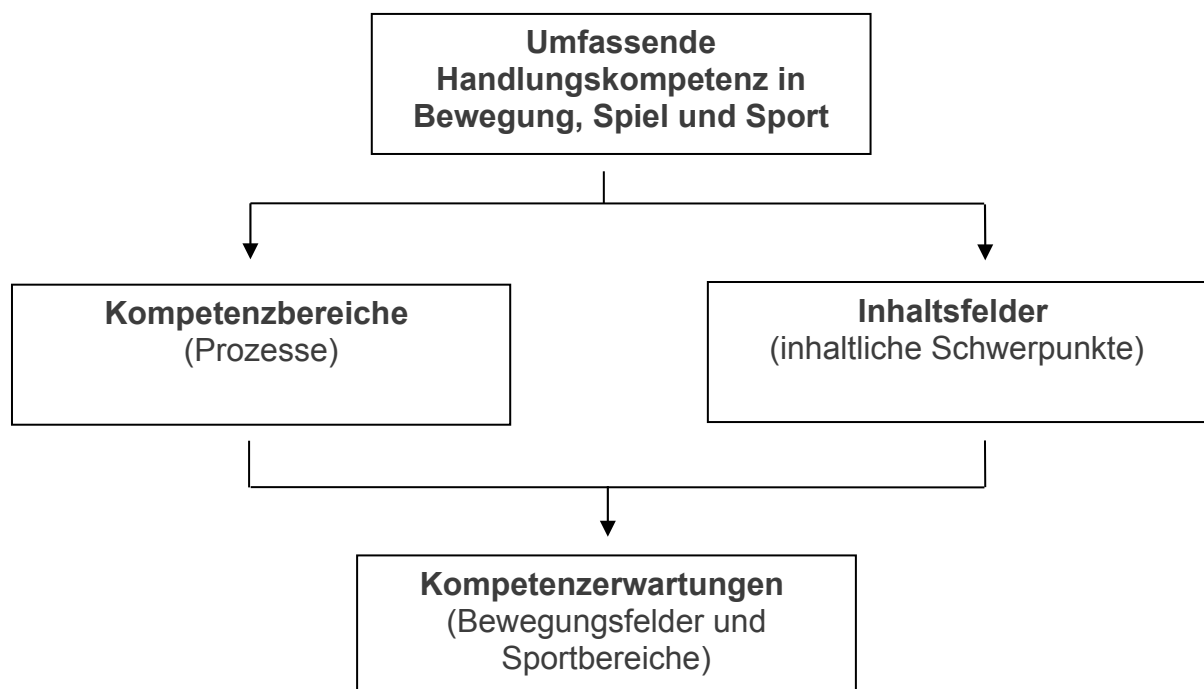 Umfassende
Handlungskompetenz in
Bewegung, Spiel und Sport
Kompetenzbereiche
(Prozesse)
Inhaltsfelder
(inhaltliche Schwerpunkte)
Kompetenzerwartungen
(Bewegungsfelder und
Sportbereiche)